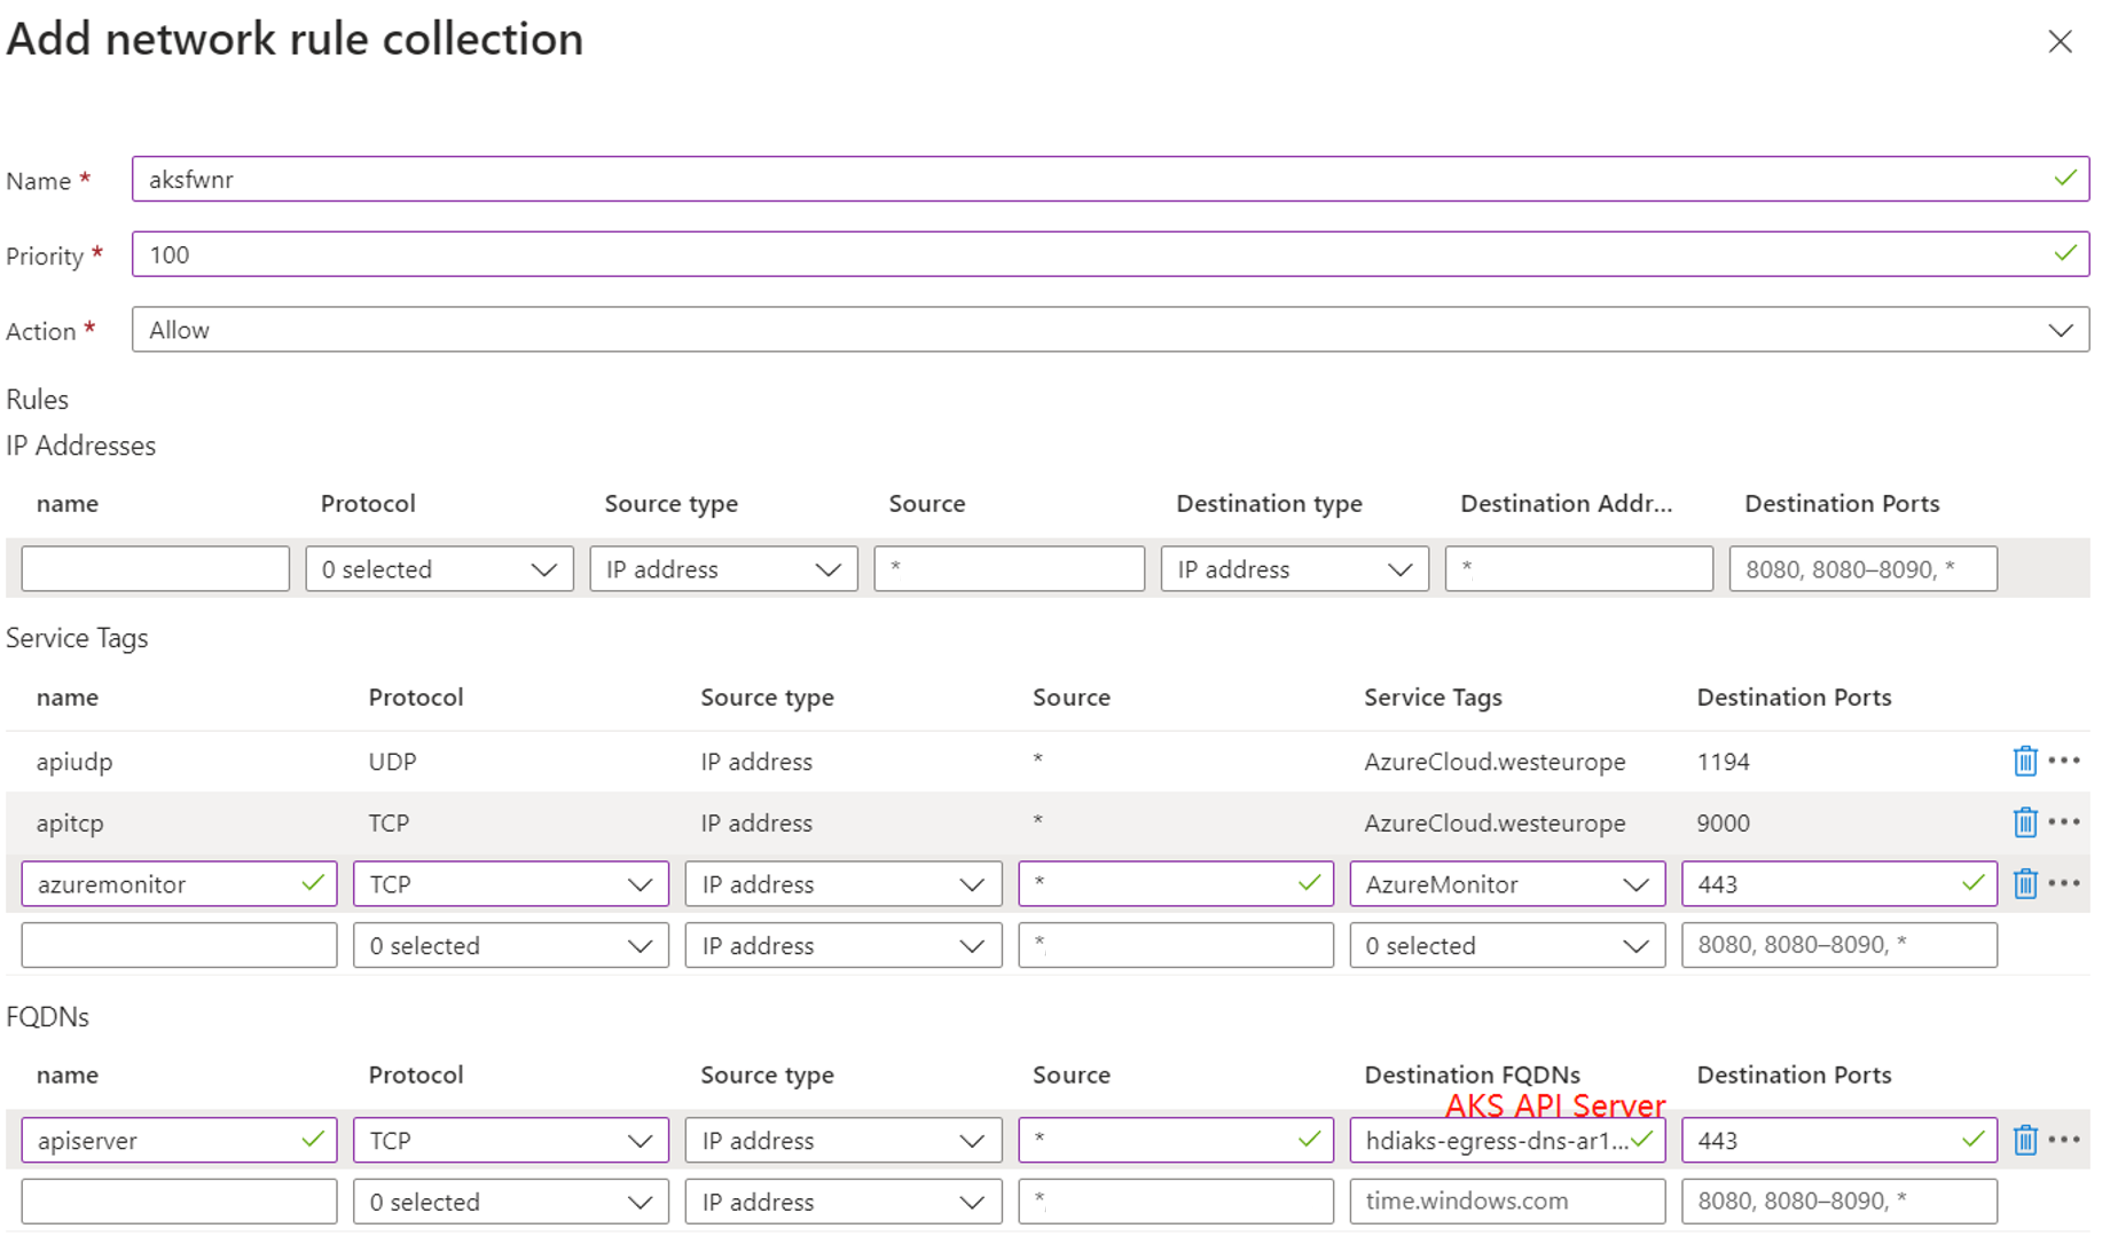 Add network rule collection
Name * aksfwnr
Priority * 100
Action * Allow
Rules
IP Addresses
name Protocol Source type Source Destination type Destination Addr... Destination Ports
0 selected IP address * IP address * 8080, 8080–8090, *
Service Tags
name Protocol Source type Source Service Tags Destination Ports
apiudp UDP IP address * AzureCloud.westeurope 1194
apitcp TCP IP address * AzureCloud.westeurope 9000
azuremonitor TCP IP address * AzureMonitor 443
0 selected IP address * 0 selected 8080, 8080–8090, *
FQDNs
name Protocol Source type Source Destination FQDNs Destination Ports
AKS API Server
apiserver TCP IP address * hdiaks-egress-dns-ar1... 443
0 selected IP address * time.windows.com 8080, 8080–8090, *